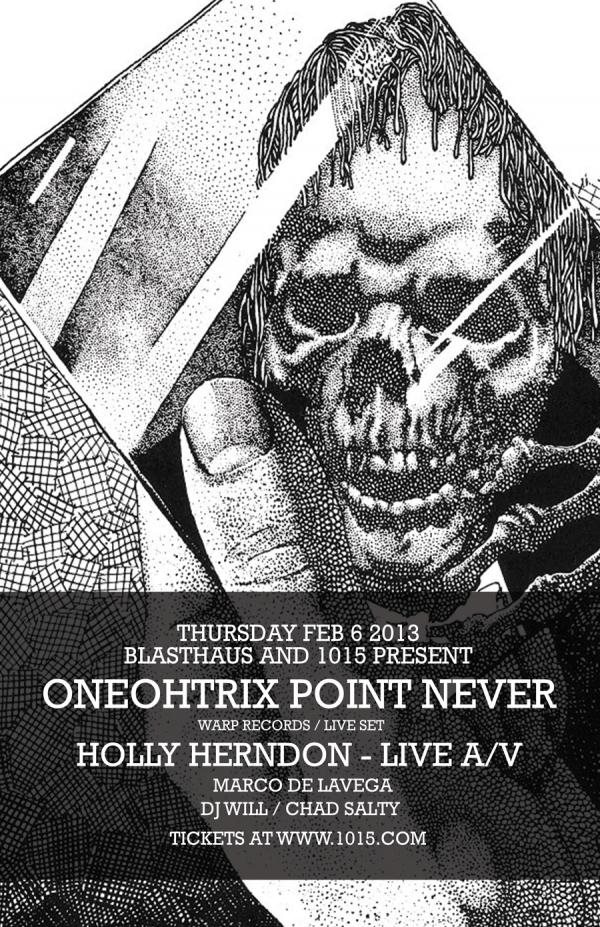 THURSDAY FEB 6 2013
BLASTHAUS AND 1015 PRESENT
ONEOHTRIX POINT NEVER
WARP RECORDS / LIVE SET
HOLLY HERNDON - LIVE A/V
MARCO DE LAVEGA
DJ WILL / CHAD SALTY
TICKETS AT WWW.1015.COM